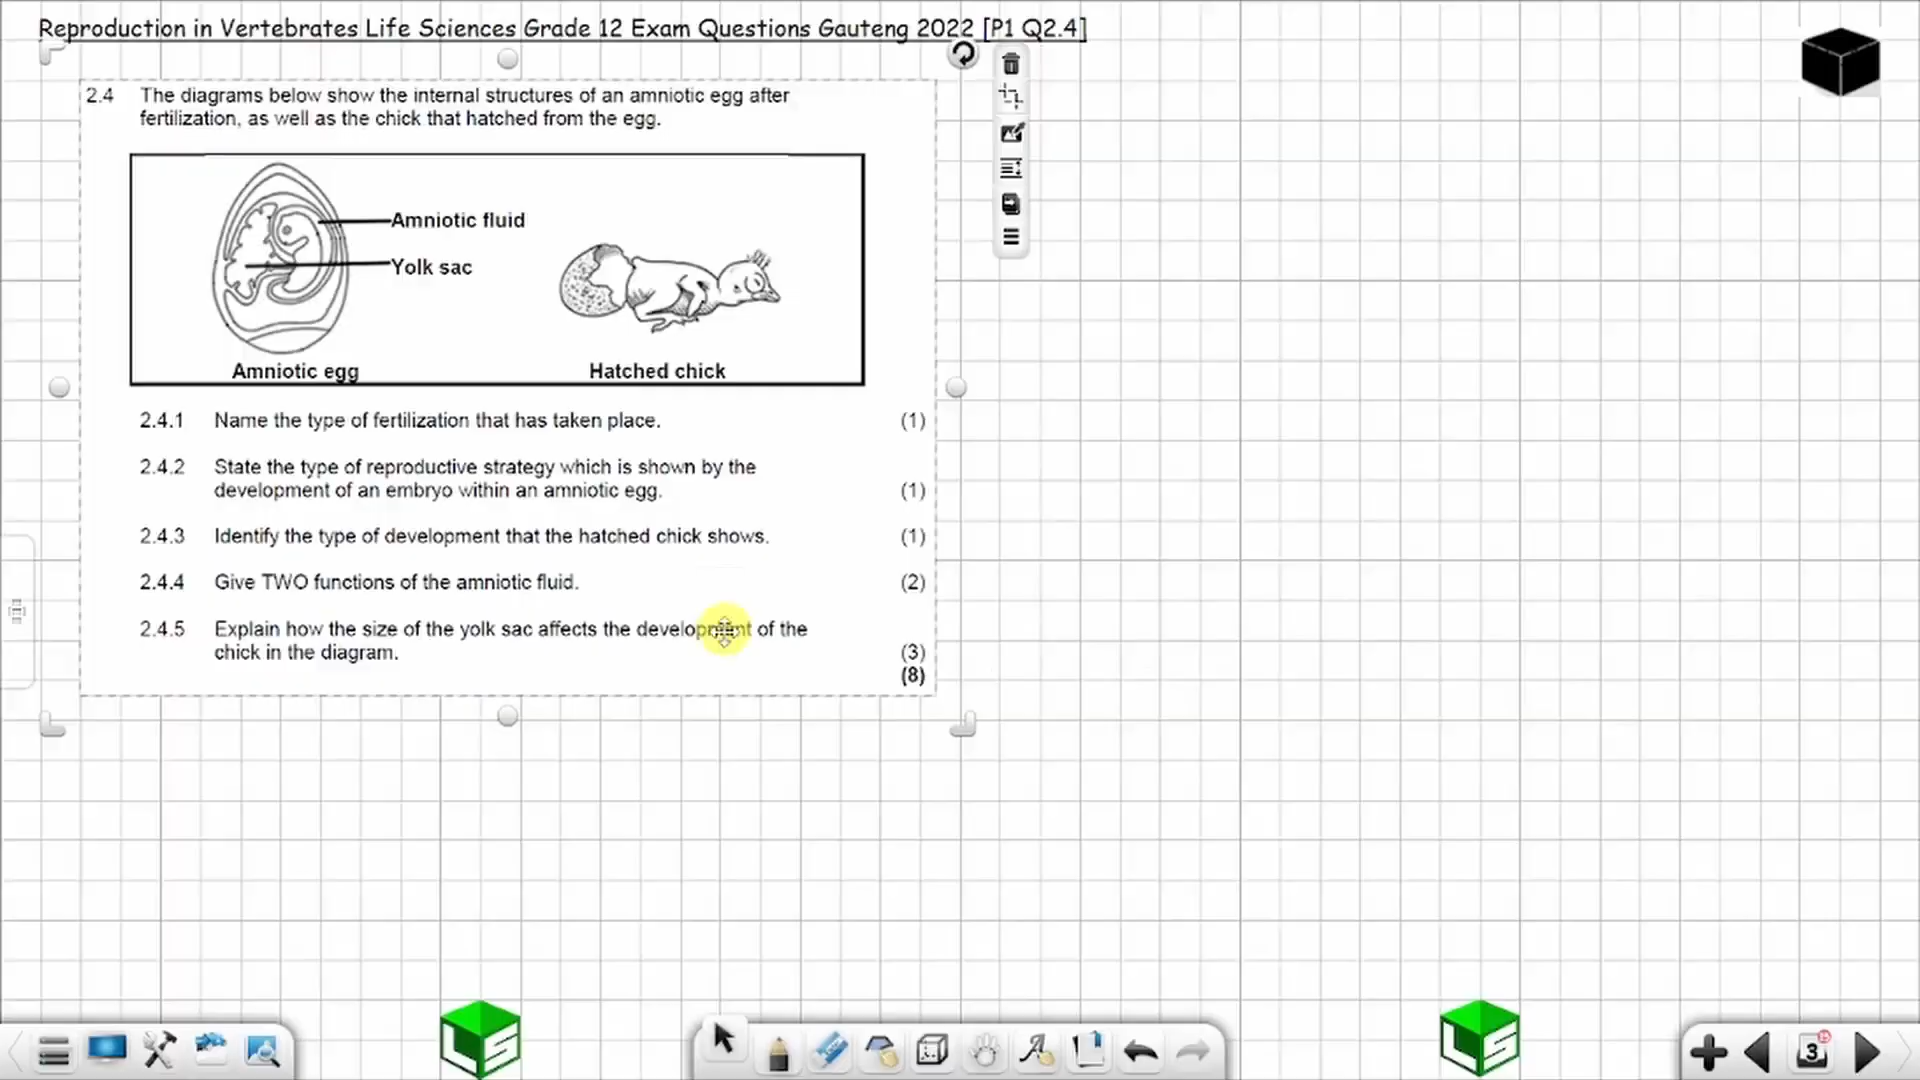 Reproduction in Vertebrates Life Sciences Grade 12 Exam Questions Gauteng 2022 [P1 Q2.4]
2.4 The diagrams below show the internal structures of an amniotic egg after
fertilization, as well as the chick that hatched from the egg.
Amniotic fluid
Yolk sac
Amniotic egg
Hatched chick
2.4.1 Name the type of fertilization that has taken place. (1)
2.4.2 State the type of reproductive strategy which is shown by the
development of an embryo within an amniotic egg. (1)
2.4.3 Identify the type of development that the hatched chick shows. (1)
2.4.4 Give TWO functions of the amniotic fluid. (2)
2.4.5 Explain how the size of the yolk sac affects the development of the
chick in the diagram. (3)
(8)
LS
LS
3